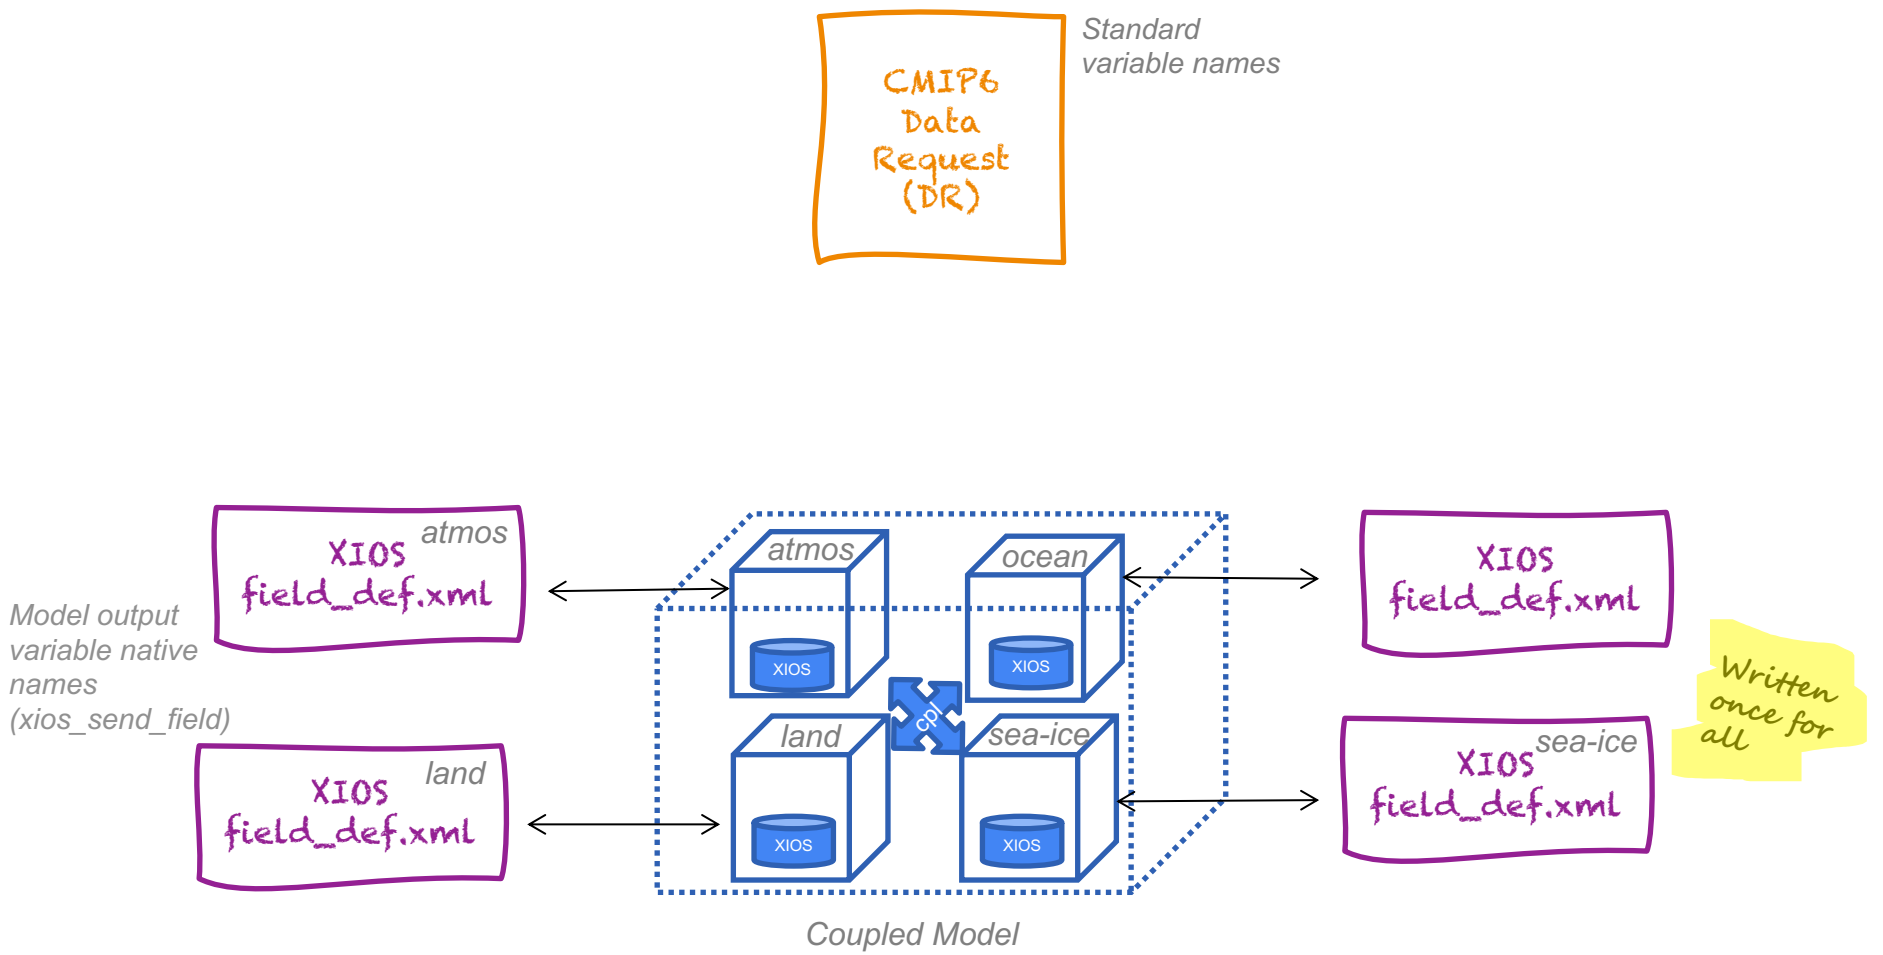 Standard
variable names
CMIP6
Data
Request
(DR)
atmos
XIOS
field_def.xml
Model output
variable native
names
(xios_send_field)
land
XIOS
field_def.xml
atmos
XIOS
ocean
XIOS
cpl
land
XIOS
sea-ice
XIOS
Coupled Model
XIOS
field_def.xml
sea-ice
XIOS
field_def.xml
Written
once for
all